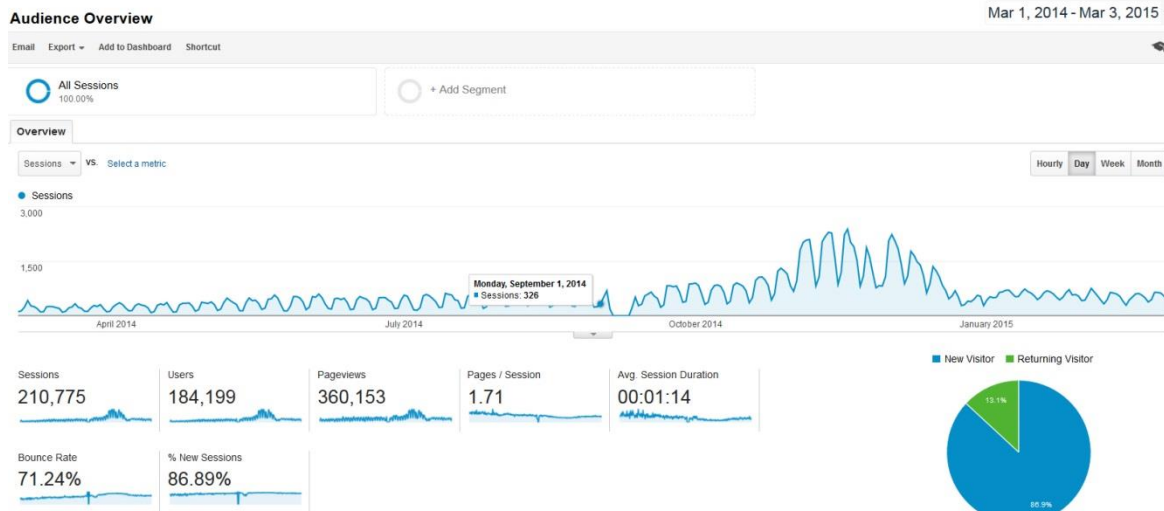 Audience Overview
Mar 1, 2014 - Mar 3, 2015
Email Export Add to Dashboard Shortcut
All Sessions
100.00%
+ Add Segment
Overview
Sessions VS. Select a metric
Hourly Day Week Month
Sessions
3,000
1,500
Monday, September 1, 2014
Sessions: 326
April 2014 July 2014 October 2014 January 2015
New Visitor Returning Visitor
Sessions Users Pageviews Pages / Session Avg. Session Duration
210,775 184,199 360,153 1.71 00:01:14
13.1%
Bounce Rate % New Sessions
71.24% 86.89%
86.9%